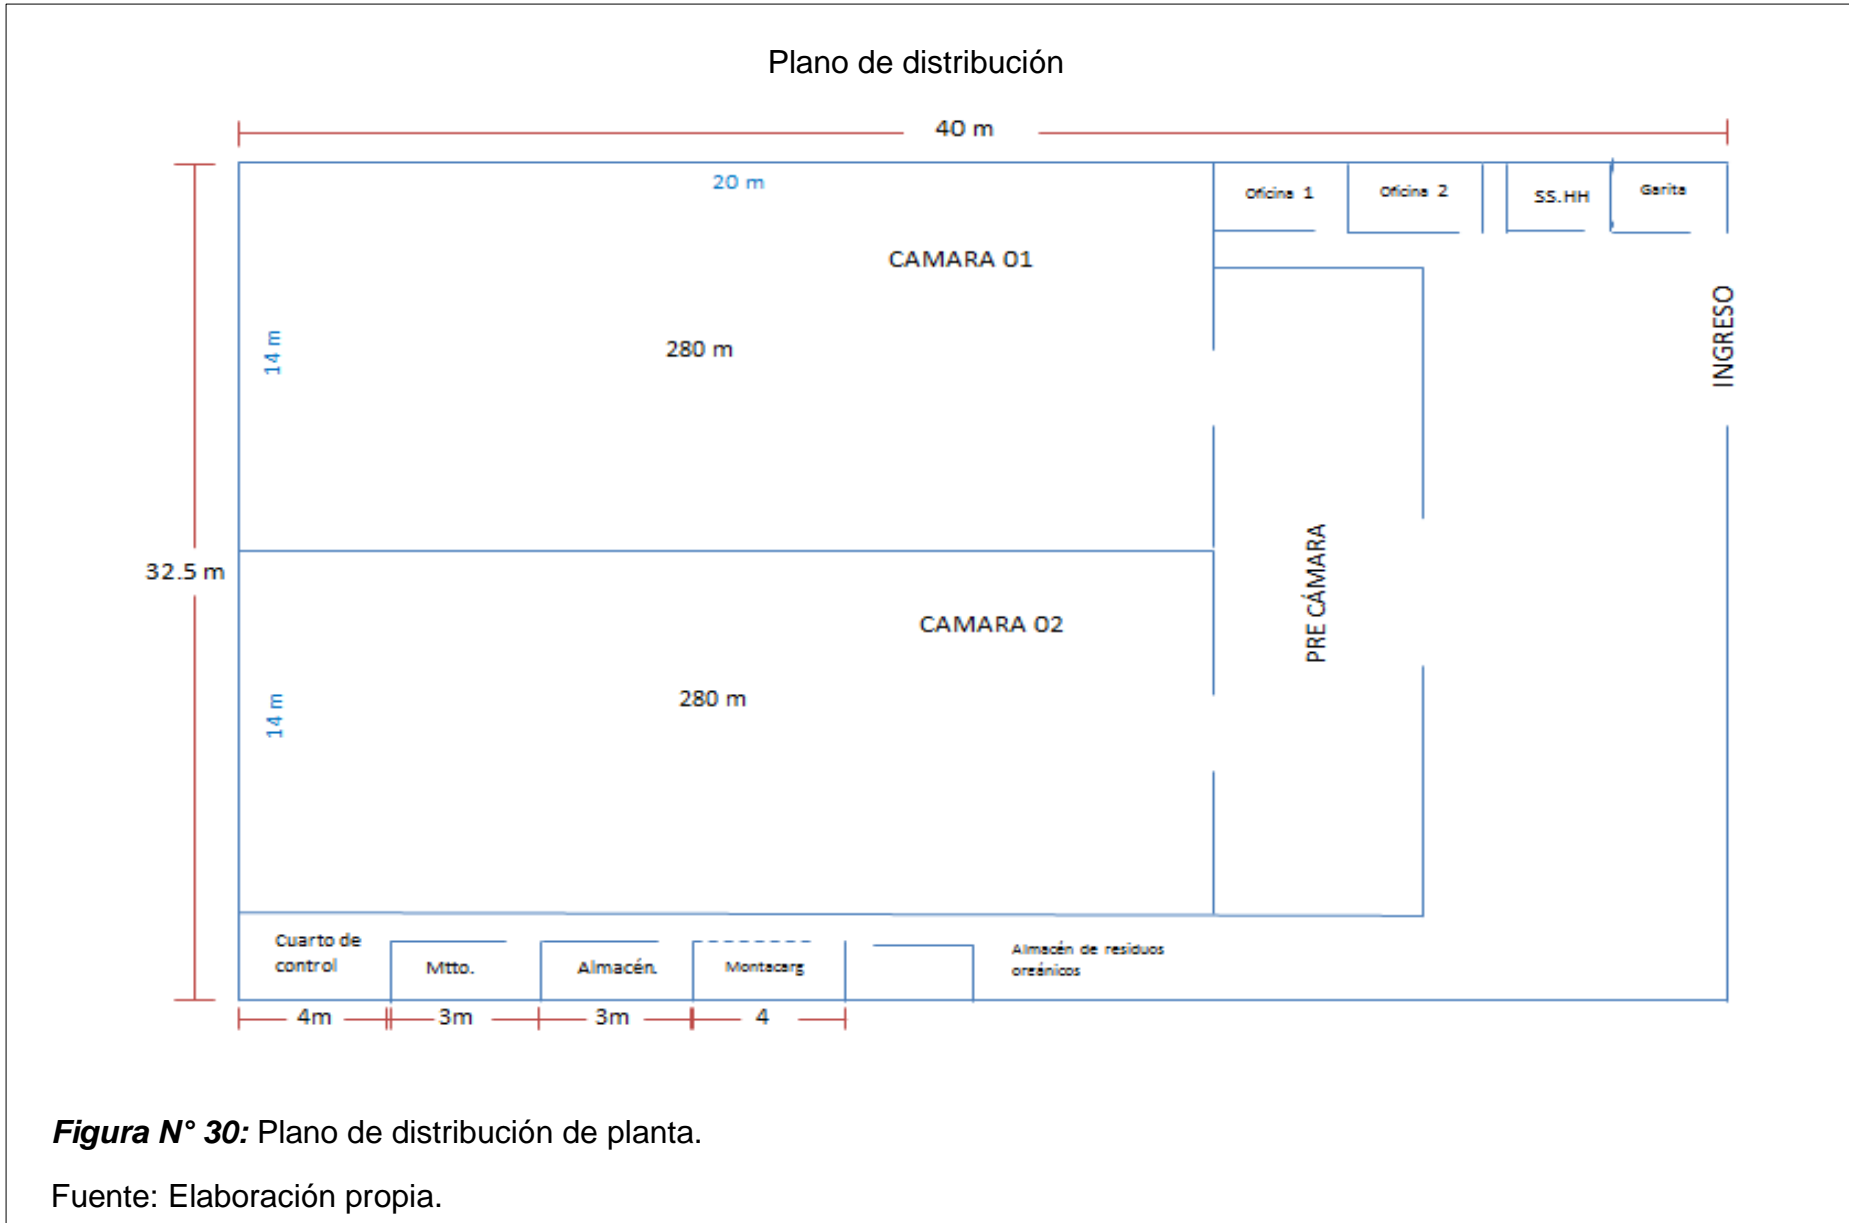 Plano de distribución
40 m
20 m
Oficina 1
Oficina 2
SS.HH
Garita
CAMARA 01
14 m
280 m
INGRESO
32.5 m
PRE CÁMARA
CAMARA 02
14 m
280 m
Cuarto de
control
Mtto.
Almacén.
Montacarg
Almacén de residuos
oreánicos
4m
3m
3m
4
Figura N° 30: Plano de distribución de planta.
Fuente: Elaboración propia.